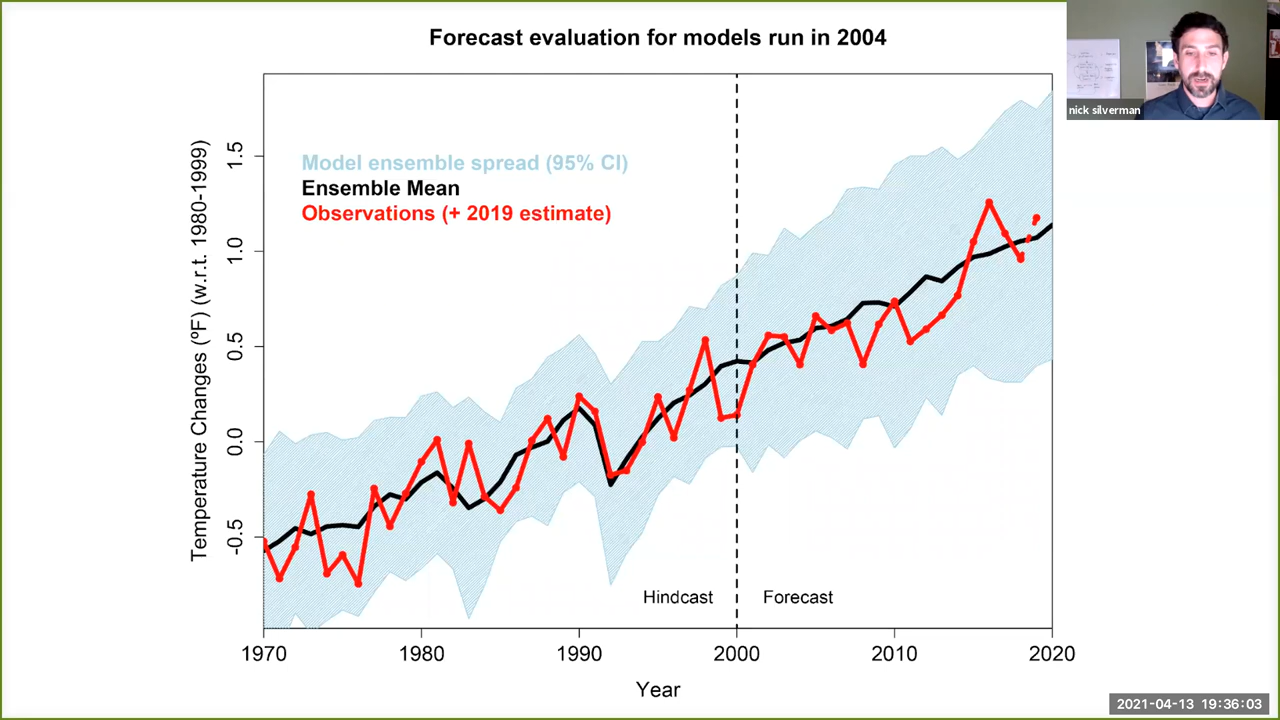 Forecast evaluation for models run in 2004
nick silverman
Model ensemble spread (95% CI)
Ensemble Mean
Observations (+ 2019 estimate)
Temperature Changes (ºF) (w.r.t. 1980-1999)
1.5
1.0
0.5
0.0
-0.5
Hindcast
Forecast
1970
1980
1990
2000
2010
2020
Year
2021-04-13 19:36:03